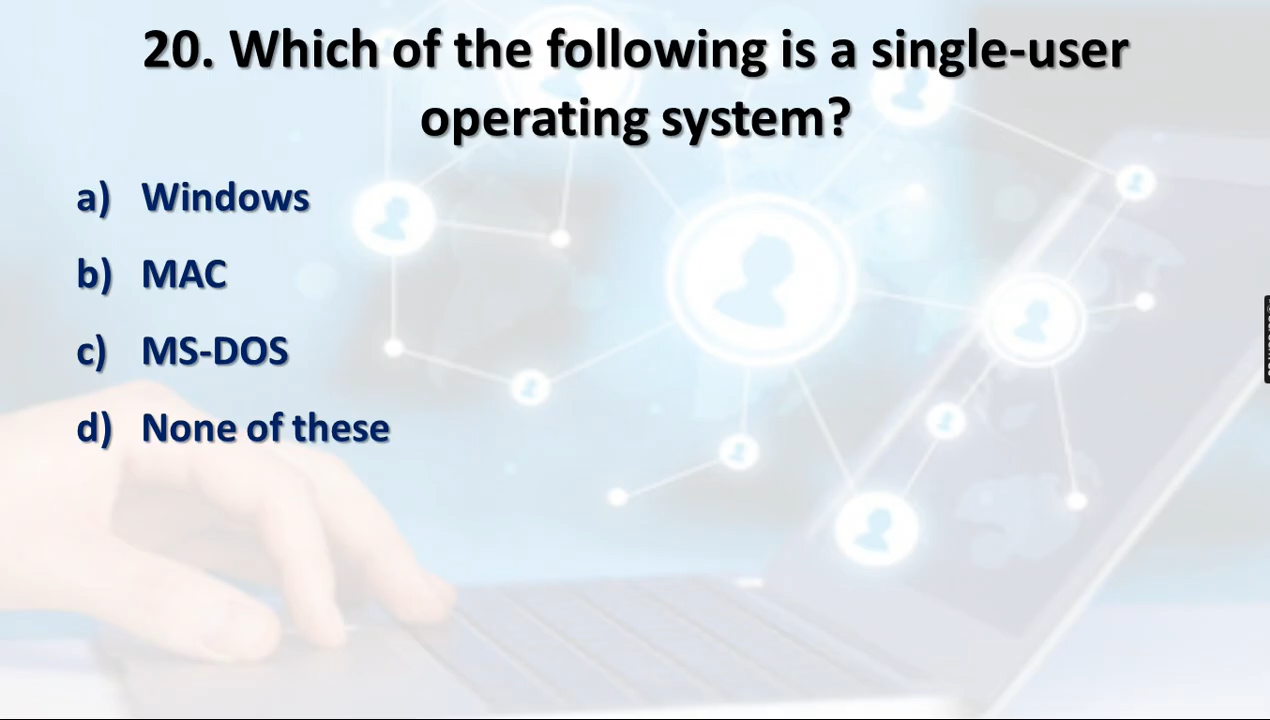 20. Which of the following is a single-user
operating system?
a) Windows
b) MAC
c) MS-DOS
d) None of these